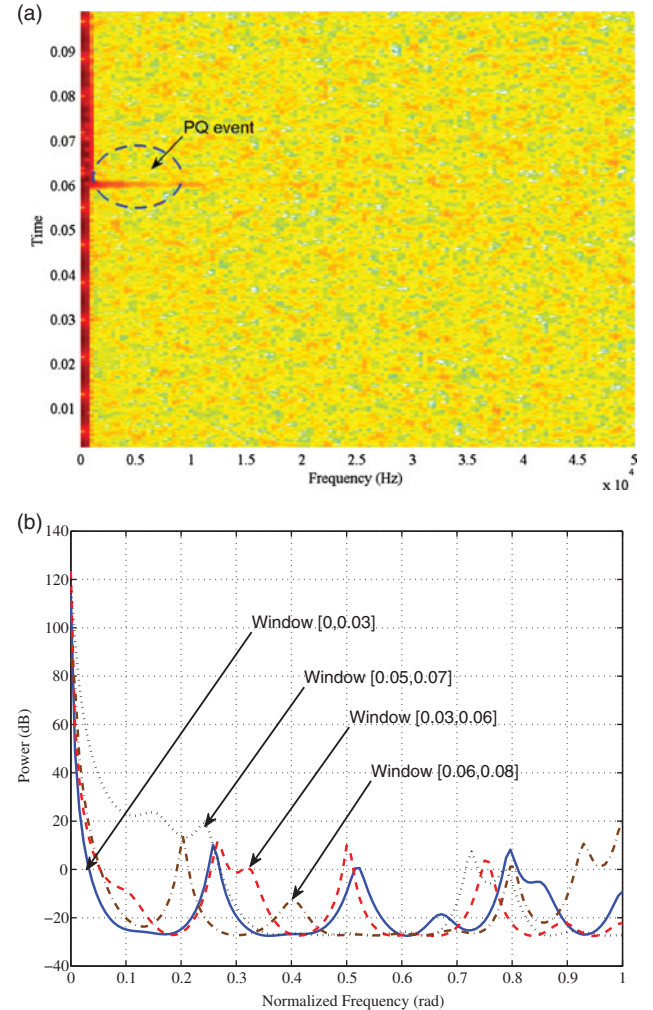 (a)
0.09
0.08
0.07
0.06
0.05
0.04
0.03
0.02
0.01
Time
PQ event
0 0.5 1 1.5 2 2.5 3 3.5 4 4.5 5
Frequency (Hz)
x 10⁴
(b)
140
120
100
80
60
40
20
0
−20
−40
Power (dB)
Window [0,0.03]
Window [0.05,0.07]
Window [0.03,0.06]
Window [0.06,0.08]
0 0.1 0.2 0.3 0.4 0.5 0.6 0.7 0.8 0.9 1
Normalized Frequency (rad)